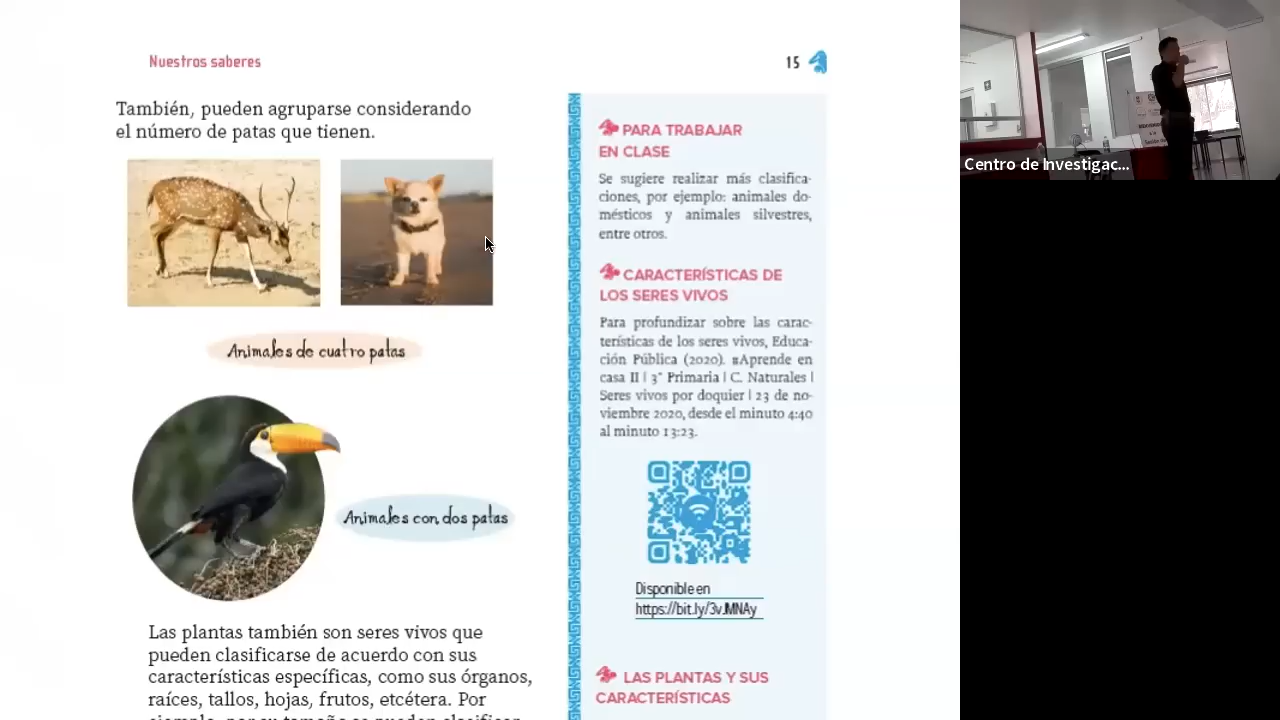 Nuestros saberes
15
También, pueden agruparse considerando
el número de patas que tienen.
Animales de cuatro patas
Animales con dos patas
Las plantas también son seres vivos que
pueden clasificarse de acuerdo con sus
características específicas, como sus órganos,
raíces, tallos, hojas, frutos, etcétera. Por
PARA TRABAJAR
EN CLASE
Se sugiere realizar más clasifica-
ciones, por ejemplo: animales do-
mésticos y animales silvestres,
entre otros.
CARACTERÍSTICAS DE
LOS SERES VIVOS
Para profundizar sobre las carac-
terísticas de los seres vivos, Educa-
ción Pública (2020). #Aprende en
casa II | 3° Primaria | C. Naturales |
Seres vivos por doquier | 23 de no-
viembre 2020, desde el minuto 4:40
al minuto 13:23.
Disponible en
https://bit.ly/3vJMNAy
LAS PLANTAS Y SUS
CARACTERÍSTICAS
Centro de Investigac...